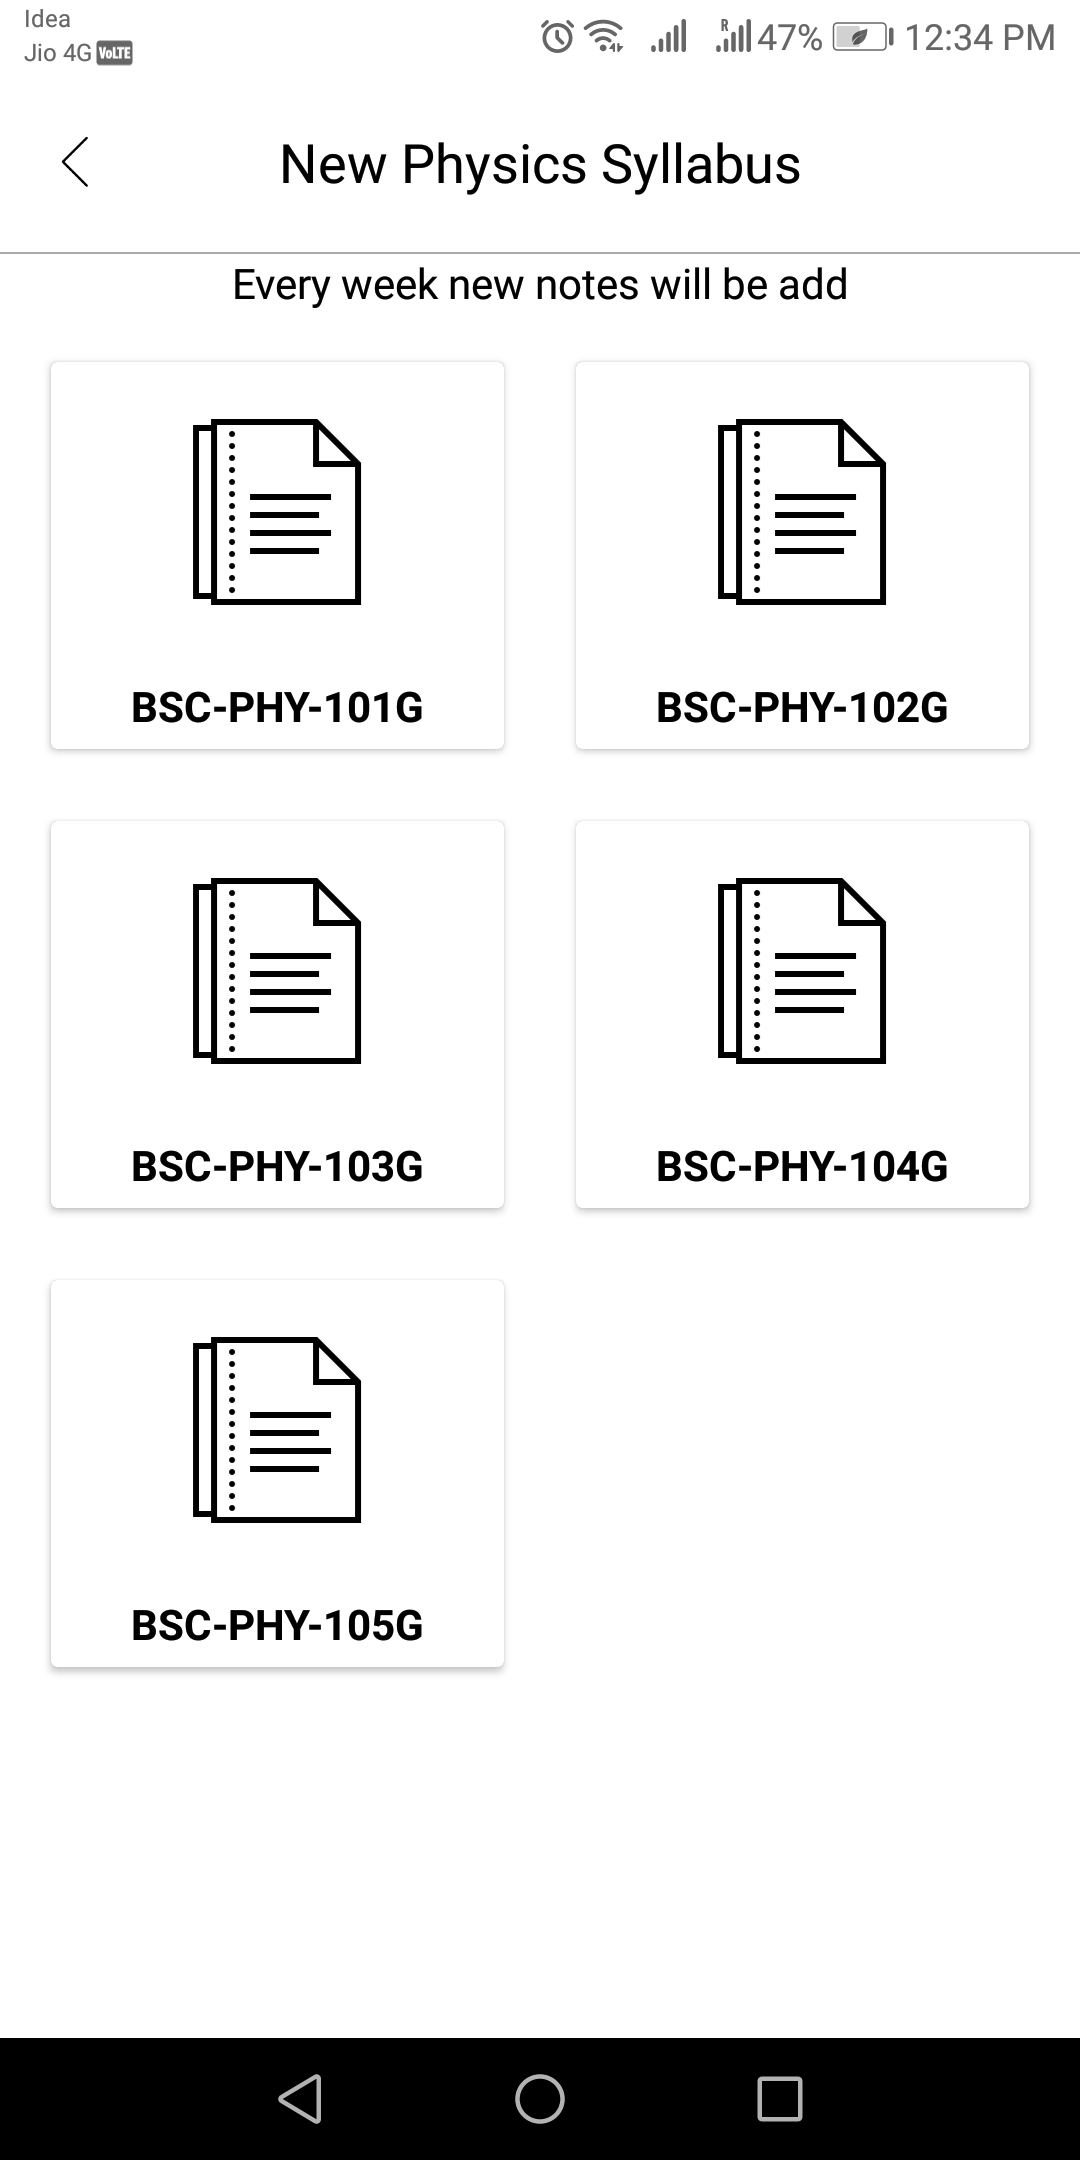 Idea
Jio 4G VoLTE
R 47% 12:34 PM
New Physics Syllabus
Every week new notes will be add
BSC-PHY-101G
BSC-PHY-102G
BSC-PHY-103G
BSC-PHY-104G
BSC-PHY-105G